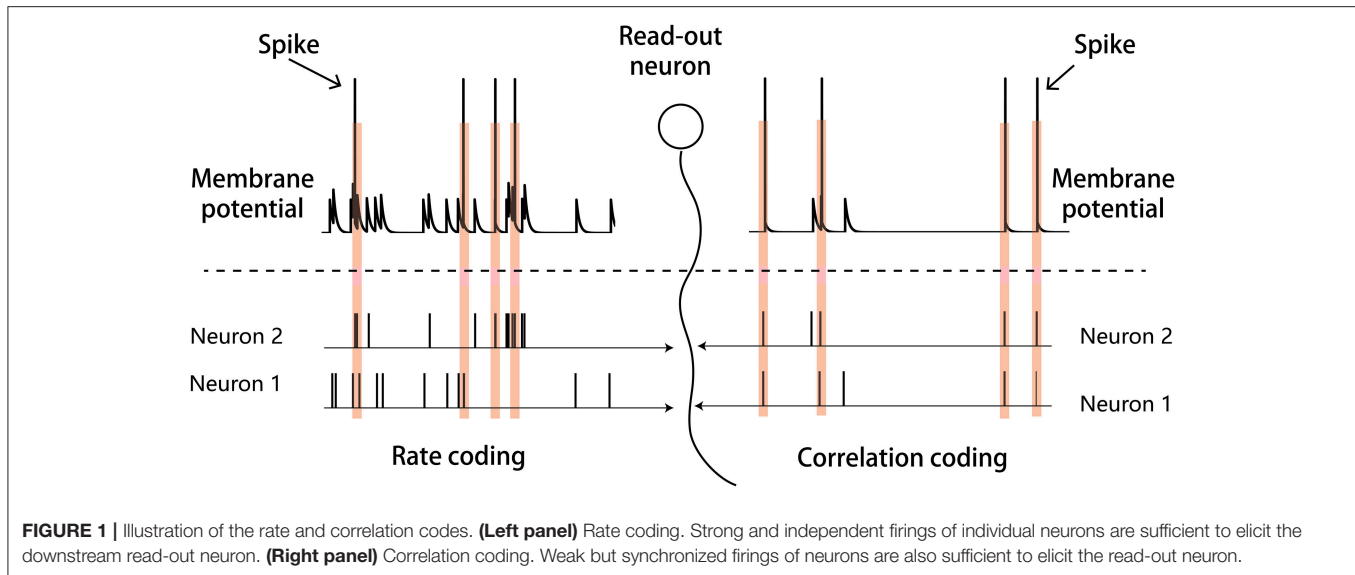 Spike
Read-out
neuron
Spike
Membrane
potential
Membrane
potential
Neuron 2
Neuron 2
Neuron 1
Neuron 1
Rate coding
Correlation coding
FIGURE 1 | Illustration of the rate and correlation codes. (Left panel) Rate coding. Strong and independent firings of individual neurons are sufficient to elicit the
downstream read-out neuron. (Right panel) Correlation coding. Weak but synchronized firings of neurons are also sufficient to elicit the read-out neuron.